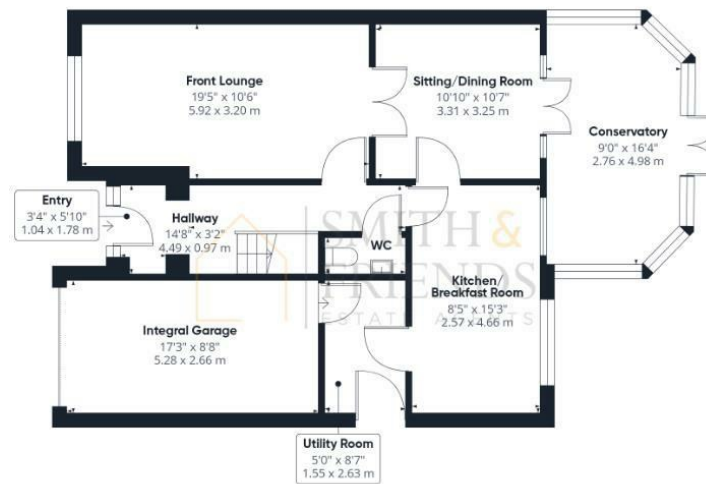 Front Lounge
19'5" x 10'6"
5.92 x 3.20 m
Sitting/Dining Room
10'10" x 10'7"
3.31 x 3.25 m
Conservatory
9'0" x 16'4"
2.76 x 4.98 m
Entry
3'4" x 5'10"
1.04 x 1.78 m
Hallway
14'8" x 3'2"
4.49 x 0.97 m
WC
SMITH &
FRIENDS
ESTATE AGENTS
Kitchen/
Breakfast Room
8'5" x 15'3"
2.57 x 4.66 m
Integral Garage
17'3" x 8'8"
5.28 x 2.66 m
Utility Room
5'0" x 8'7"
1.55 x 2.63 m